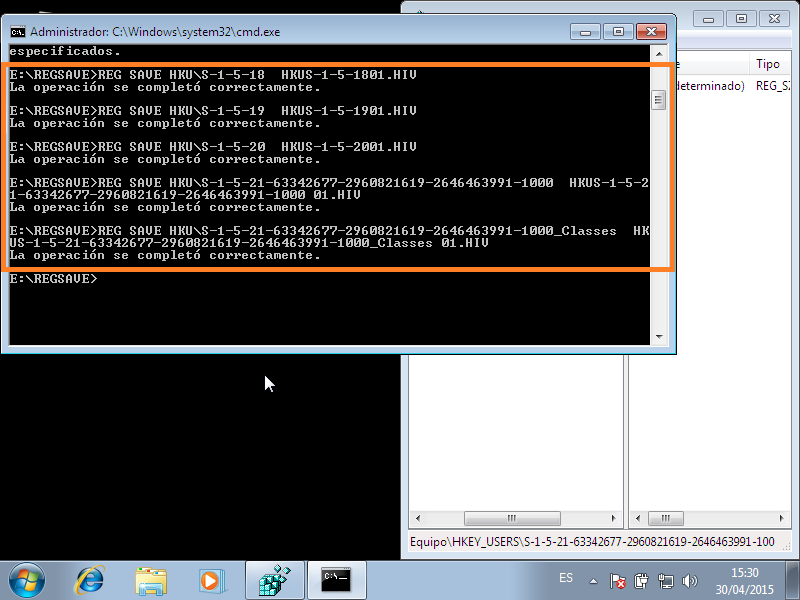 Administrador: C:\Windows\system32\cmd.exe
especificados.
E:\REGSAVE>REG SAVE HKU\S-1-5-18  HKUS-1-5-1801.HIV
La operación se completó correctamente.
E:\REGSAVE>REG SAVE HKU\S-1-5-19  HKUS-1-5-1901.HIV
La operación se completó correctamente.
E:\REGSAVE>REG SAVE HKU\S-1-5-20  HKUS-1-5-2001.HIV
La operación se completó correctamente.
E:\REGSAVE>REG SAVE HKU\S-1-5-21-63342677-2960821619-2646463991-1000  HKUS-1-5-2
1-63342677-2960821619-2646463991-1000 01.HIV
La operación se completó correctamente.
E:\REGSAVE>REG SAVE HKU\S-1-5-21-63342677-2960821619-2646463991-1000_Classes  HK
US-1-5-21-63342677-2960821619-2646463991-1000_Classes 01.HIV
La operación se completó correctamente.
E:\REGSAVE>
Tipo
determinado) REG_SZ
Equipo\HKEY_USERS\S-1-5-21-63342677-2960821619-2646463991-100
C:\_
ES
15:30
30/04/2015